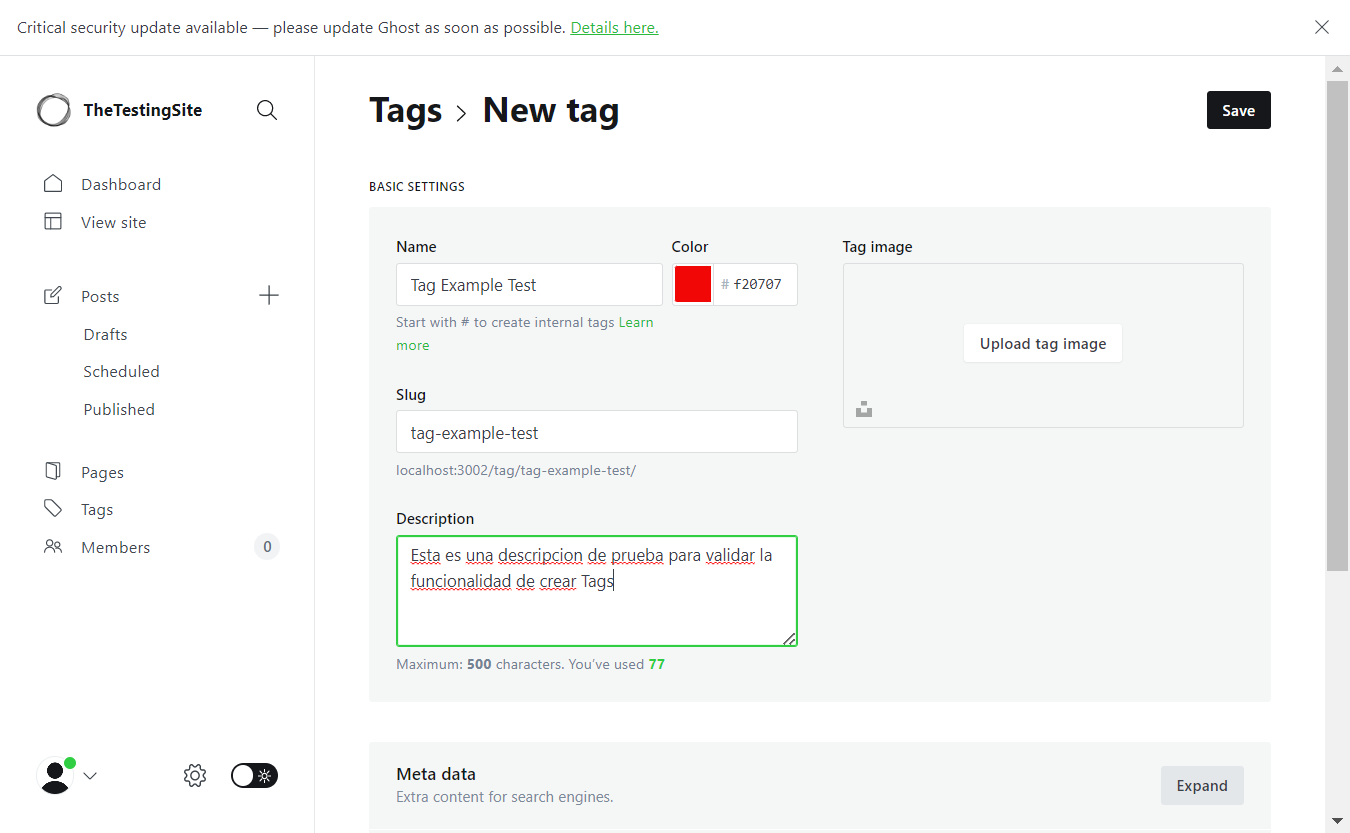 Critical security update available — please update Ghost as soon as possible. Details here.
TheTestingSite
Dashboard
View site
Posts
Drafts
Scheduled
Published
Pages
Tags
Members
0
Tags > New tag
Save
BASIC SETTINGS
Name
Tag Example Test
Start with # to create internal tags Learn
more
Color
# f20707
Slug
tag-example-test
localhost:3002/tag/tag-example-test/
Description
Esta es una descripcion de prueba para validar la
funcionalidad de crear Tags
Maximum: 500 characters. You’ve used 77
Tag image
Upload tag image
Meta data
Extra content for search engines.
Expand